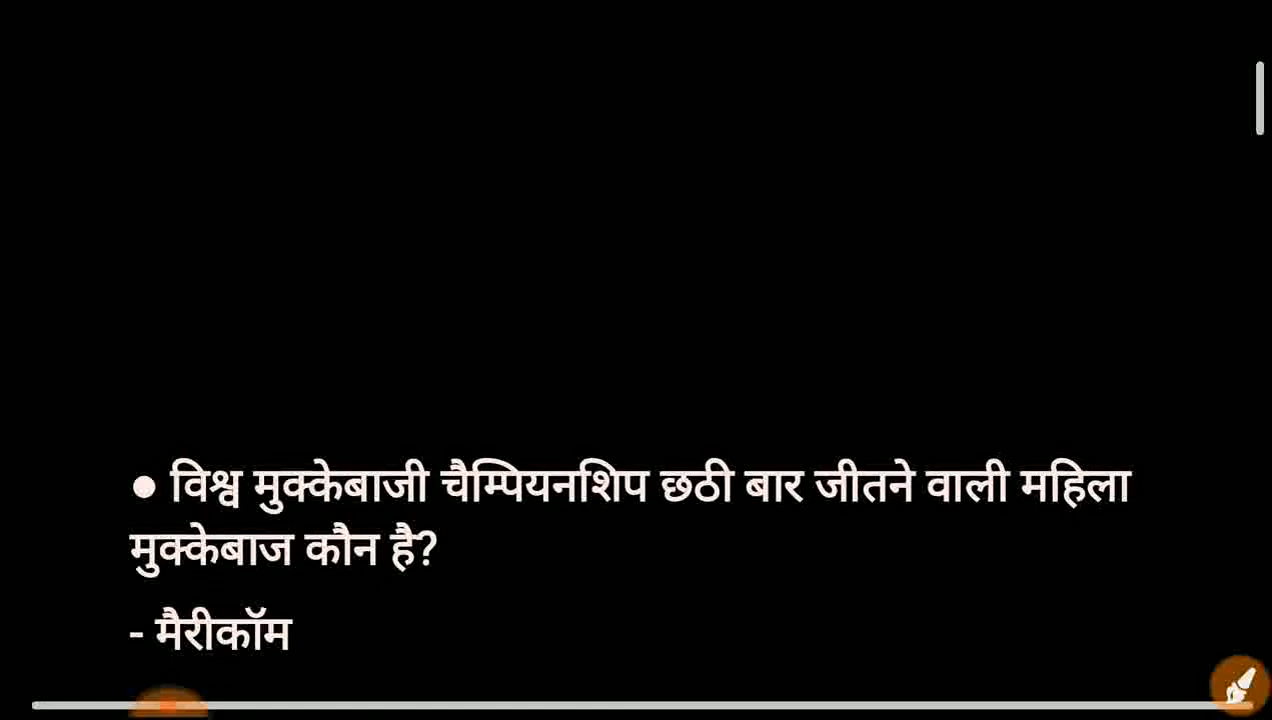 ● विश्व मुक्केबाजी चैम्पियनशिप छठी बार जीतने वाली महिला
मुक्केबाज कौन है?
- मैरीकॉम